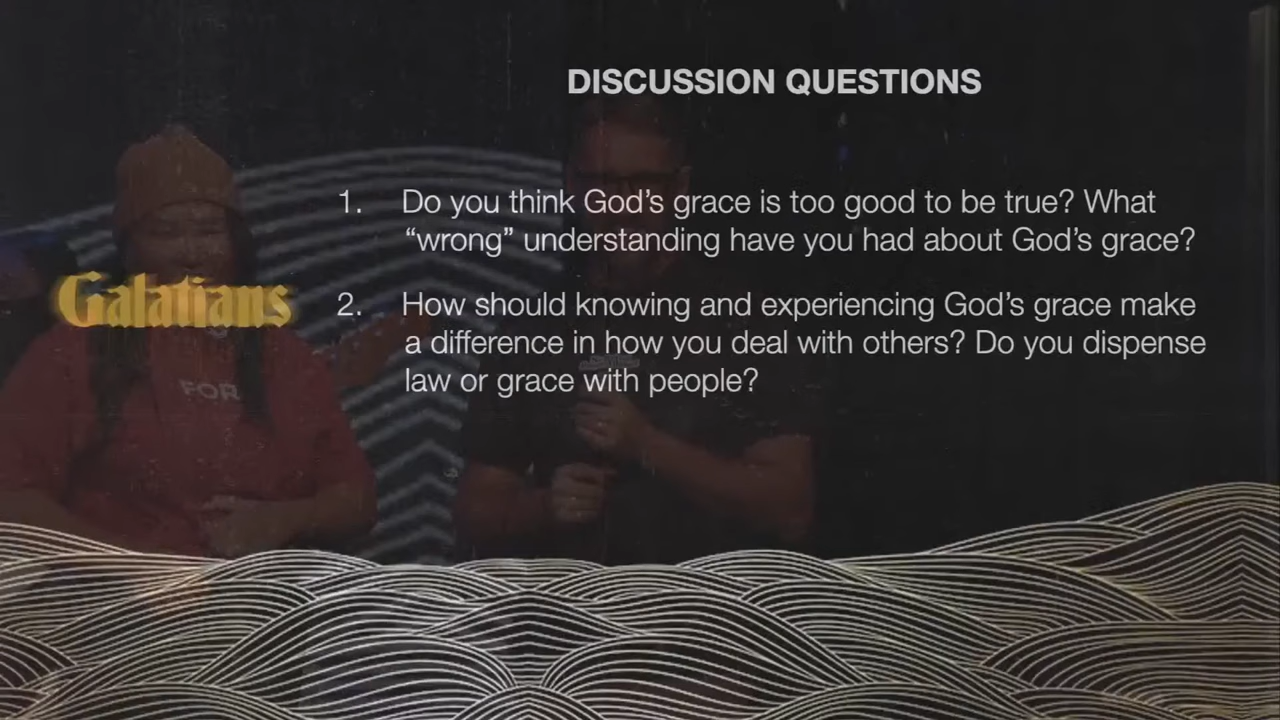 DISCUSSION QUESTIONS
1. Do you think God’s grace is too good to be true? What
“wrong” understanding have you had about God’s grace?
Galatians
2. How should knowing and experiencing God’s grace make
a difference in how you deal with others? Do you dispense
law or grace with people?
FOR